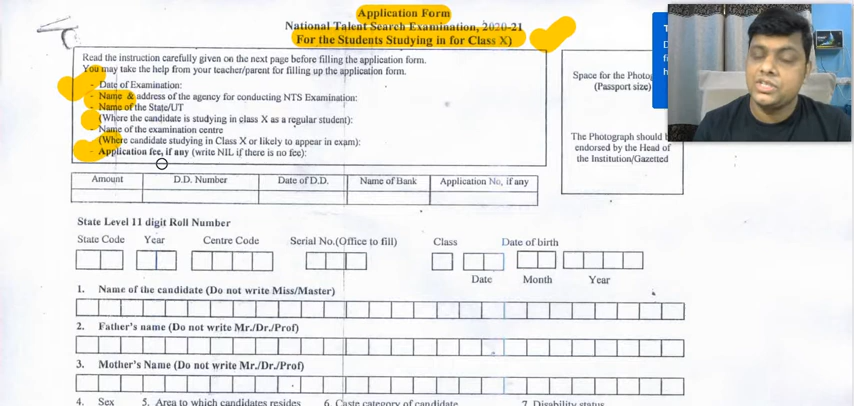 Application Form
National Talent Search Examination, 2020-21
For the Students Studying in for Class X)
Read the instruction carefully given on the next page before filling the application form.
You may take the help from your teacher/parent for filling up the application form.
- Date of Examination:
- Name & address of the agency for conducting NTS Examination:
- Name of the State/UT
(Where the candidate is studying in class X as a regular student):
- Name of the examination centre
(Where candidate studying in Class X or likely to appear in exam):
- Application fee, if any (write NIL if there is no fee):
Space for the
(Passport size)
The Photograph should
endorsed by the Head of
the Institution/Gazetted
Amount D.D. Number Date of D.D. Name of Bank Application No, if any
State Level 11 digit Roll Number
State Code Year Centre Code Serial No.(Office to fill) Class Date of birth
Date Month Year
1. Name of the candidate (Do not write Miss/Master)
2. Father's name (Do not write Mr./Dr./Prof)
3. Mother's Name (Do not write Mr./Dr./Prof)
4. Sex 5. Area to which candidates resides 6. Caste category of candidate 7. Disability status